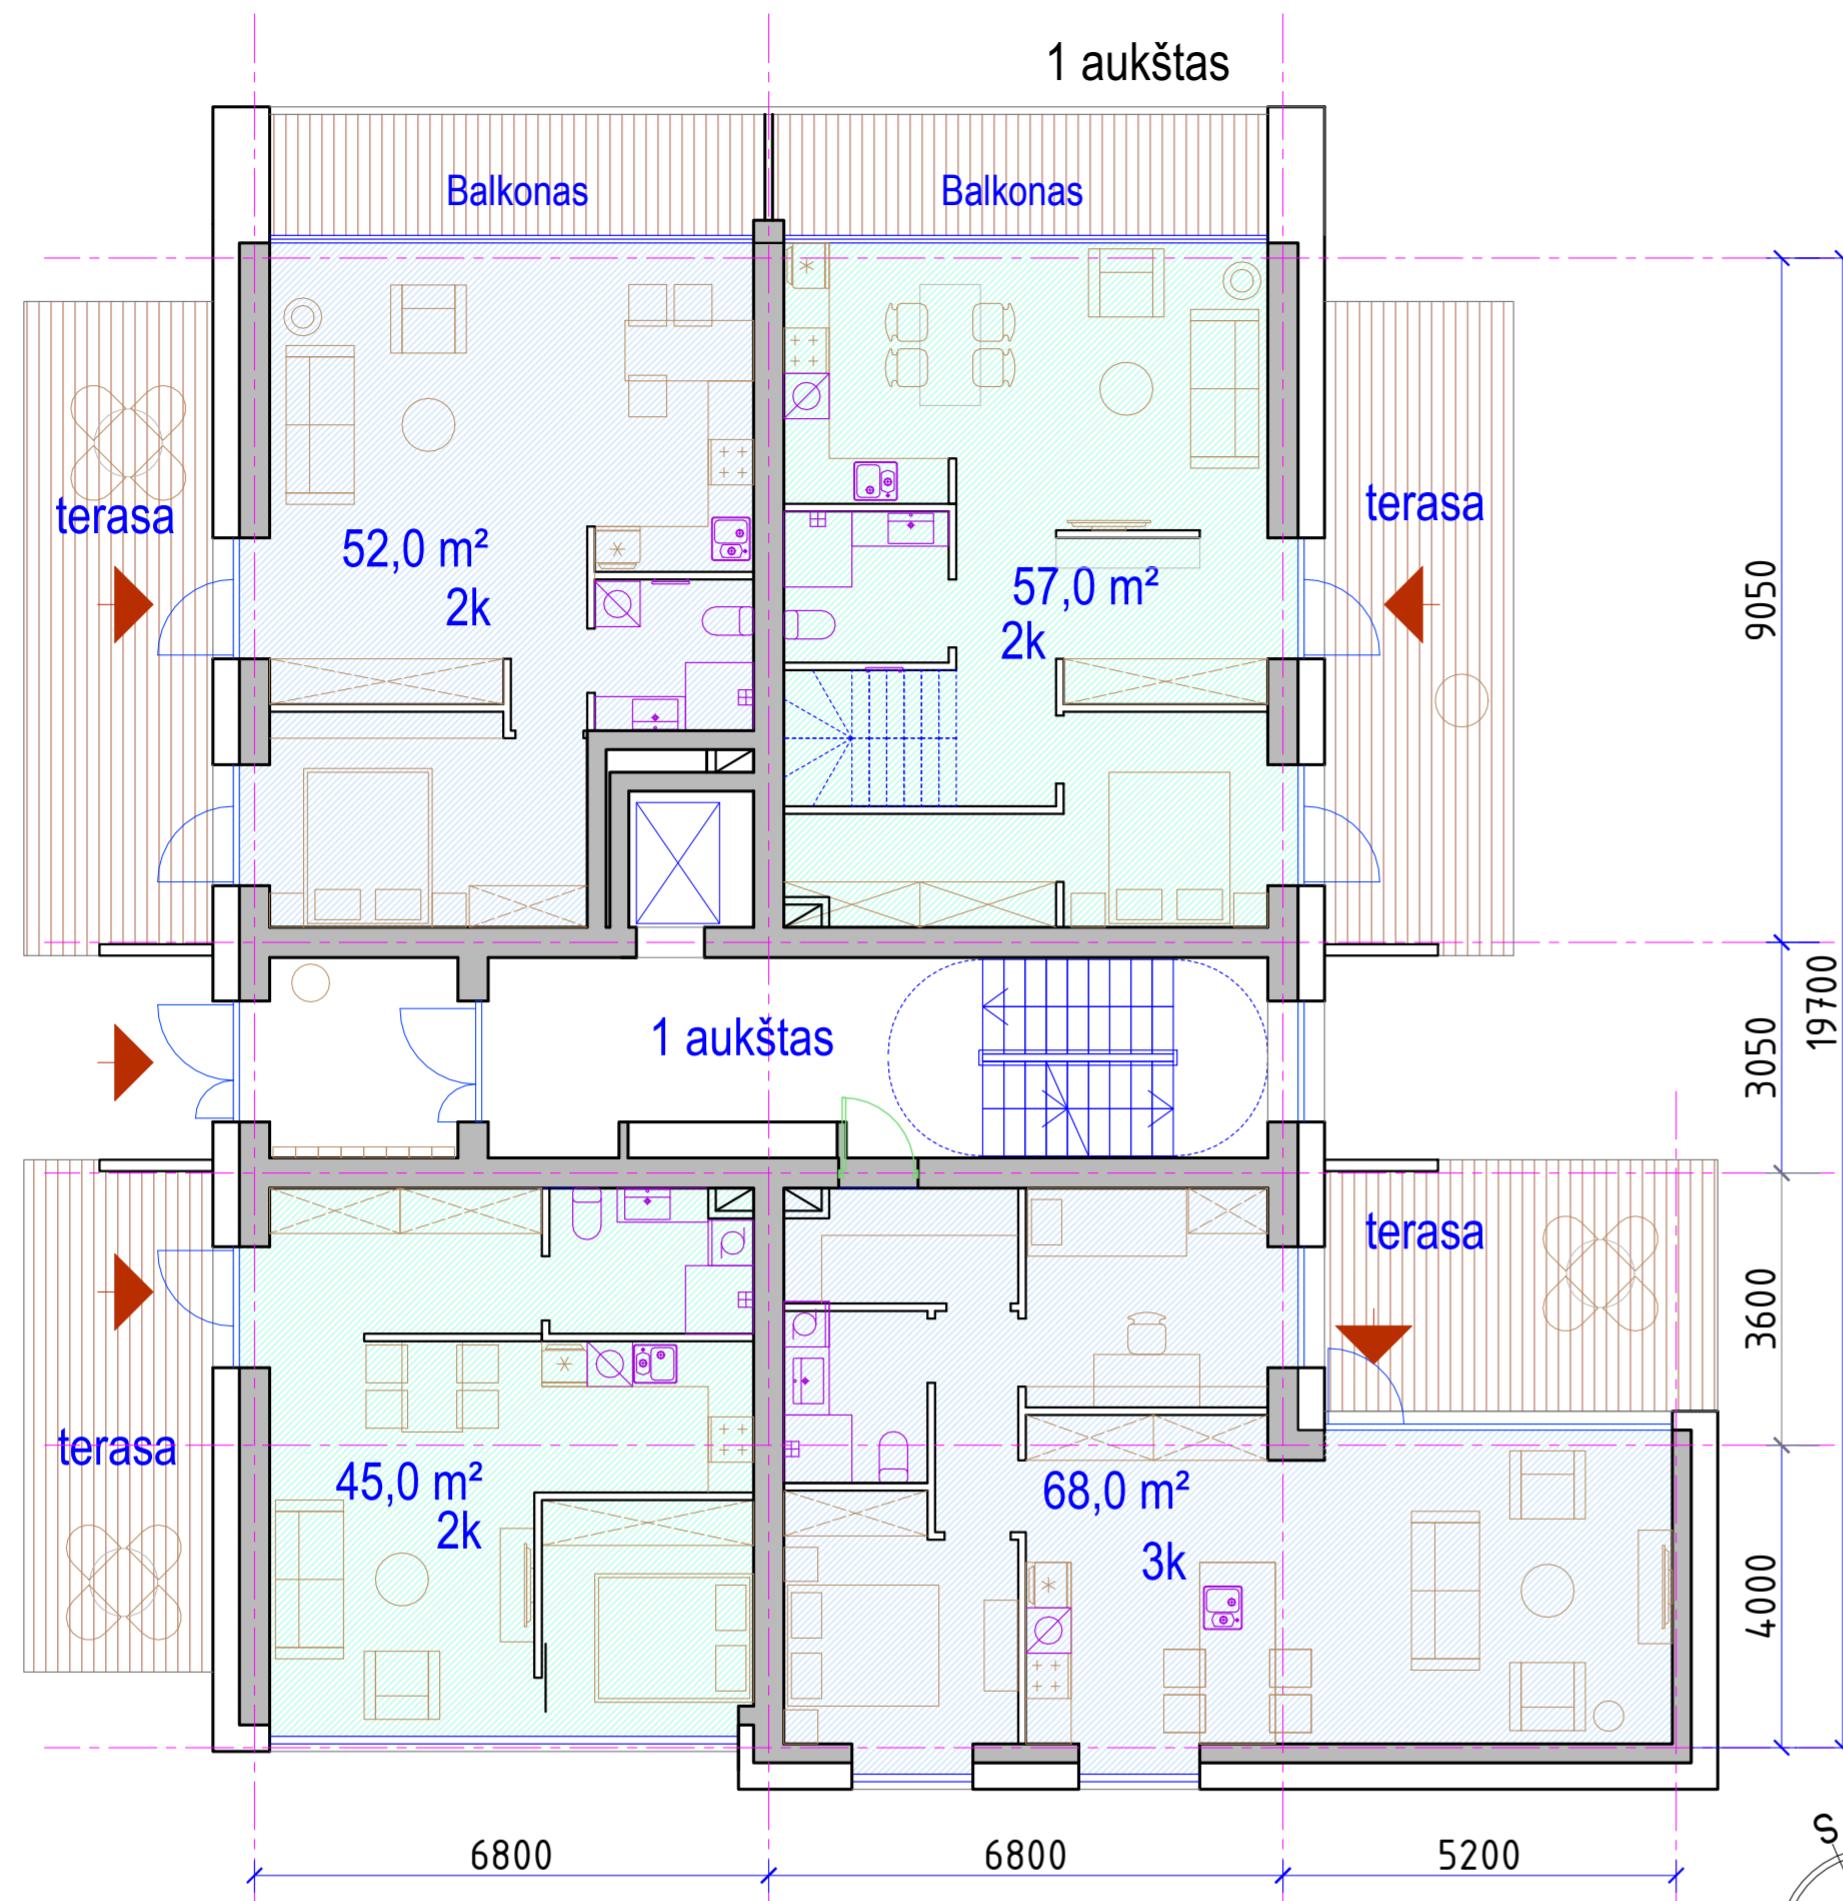 1 aukštas
Balkonas
Balkonas
terasa
52,0 m²
2k
57,0 m²
2k
terasa
9050
19700
3050
1 aukštas
terasa
3600
terasa
45,0 m²
2k
68,0 m²
3k
4000
6800
6800
5200
S